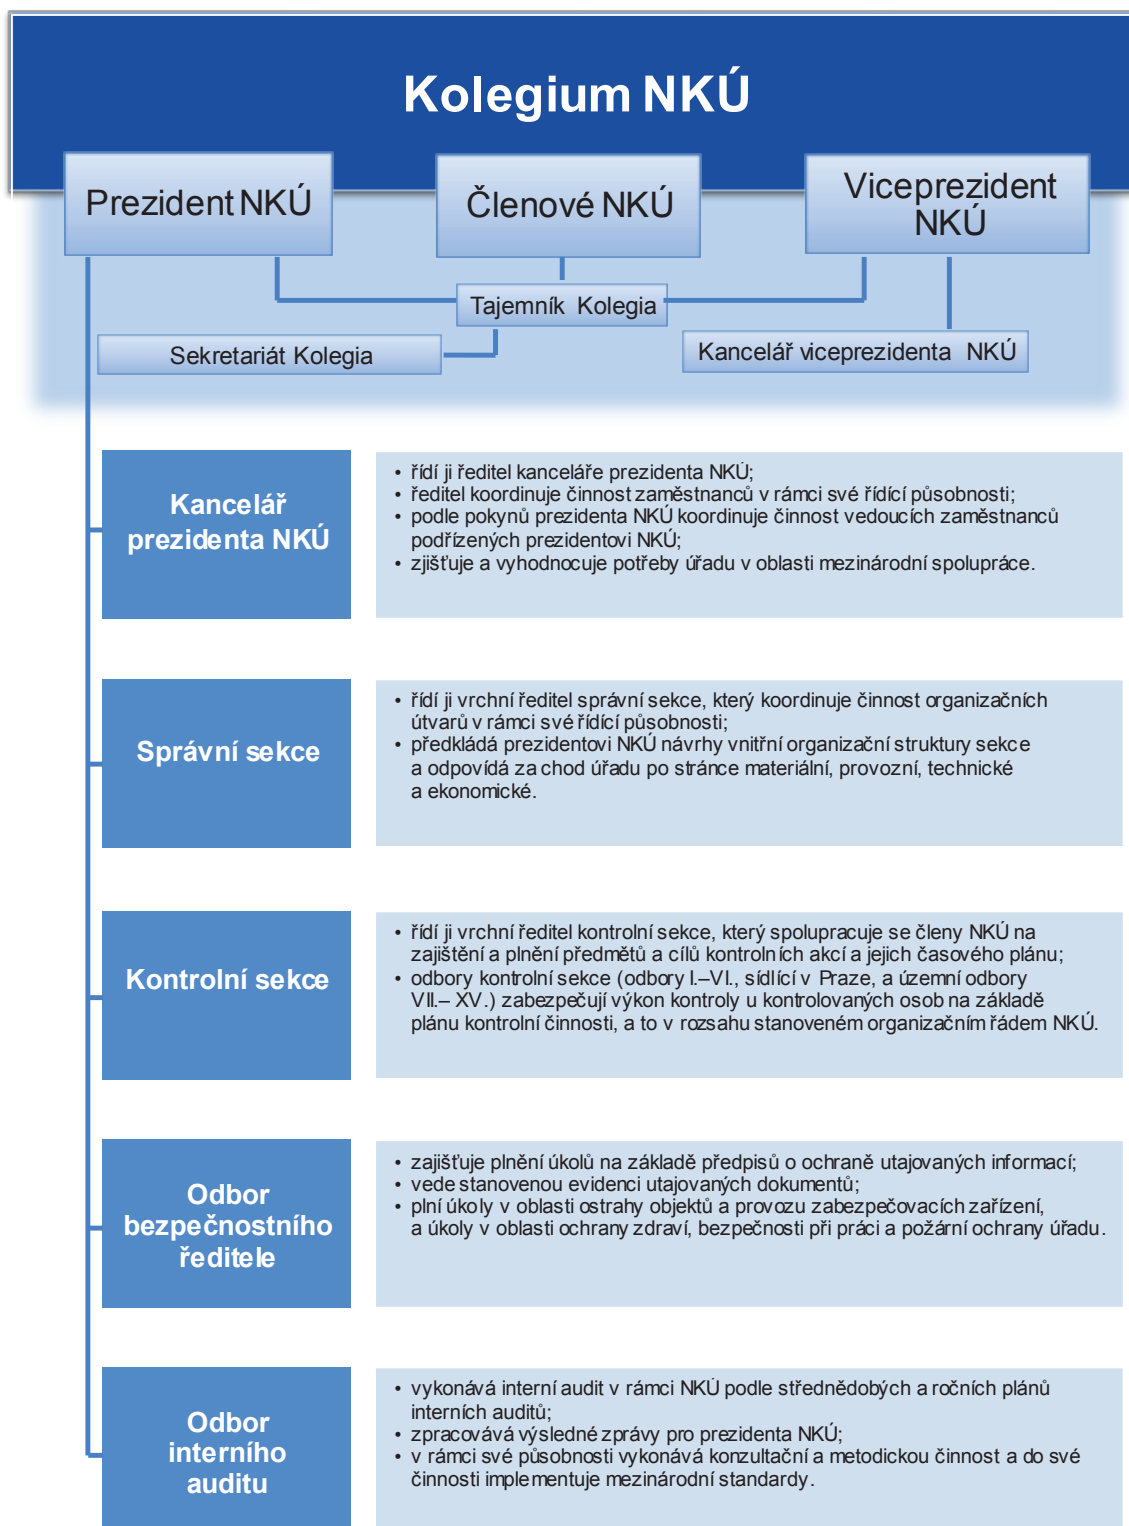 Kolegium NKÚ
Prezident NKÚ
Členové NKÚ
Viceprezident
NKÚ
Tajemník Kolegia
Sekretariát Kolegia
Kancelář viceprezidenta NKÚ
Kancelář
prezidenta NKÚ
• řídí ji ředitel kanceláře prezidenta NKÚ;
• ředitel koordinuje činnost zaměstnanců v rámci své řídící působnosti;
• podle pokynů prezidenta NKÚ koordinuje činnost vedoucích zaměstnanců
podřízených prezidentovi NKÚ;
• zjišťuje a vyhodnocuje potřeby úřadu v oblasti mezinárodní spolupráce.
Správní sekce
• řídí ji vrchní ředitel správní sekce, který koordinuje činnost organizačních
útvarů v rámci své řídící působnosti;
• předkládá prezidentovi NKÚ návrhy vnitřní organizační struktury sekce
a odpovídá za chod úřadu po stránce materiální, provozní, technické
a ekonomické.
Kontrolní sekce
• řídí ji vrchní ředitel kontrolní sekce, který spolupracuje se členy NKÚ na
zajištění a plnění předmětů a cílů kontrolních akcí a jejich časového plánu;
• odbory kontrolní sekce (odbory I.–VI., sídlící v Praze, a územní odbory
VII.– XV.) zabezpečují výkon kontroly u kontrolovaných osob na základě
plánu kontrolní činnosti, a to v rozsahu stanoveném organizačním řádem NKÚ.
Odbor
bezpečnostního
ředitele
• zajišťuje plnění úkolů na základě předpisů o ochraně utajovaných informací;
• vede stanovenou evidenci utajovaných dokumentů;
• plní úkoly v oblasti ostrahy objektů a provozu zabezpečovacích zařízení,
a úkoly v oblasti ochrany zdraví, bezpečnosti při práci a požární ochrany úřadu.
Odbor
interního
auditu
• vykonává interní audit v rámci NKÚ podle střednědobých a ročních plánů
interních auditů;
• zpracovává výsledné zprávy pro prezidenta NKÚ;
• v rámci své působnosti vykonává konzultační a metodickou činnost a do své
činnosti implementuje mezinárodní standardy.